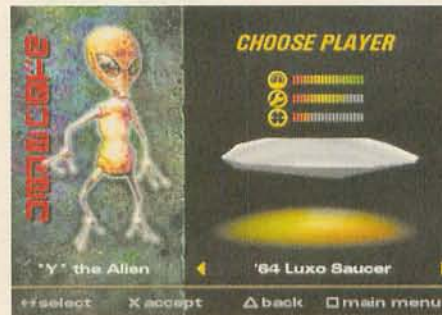 CHOOSE PLAYER
"Y" the Alien
'64 Luxo Saucer
↔select X accept △back □main menu